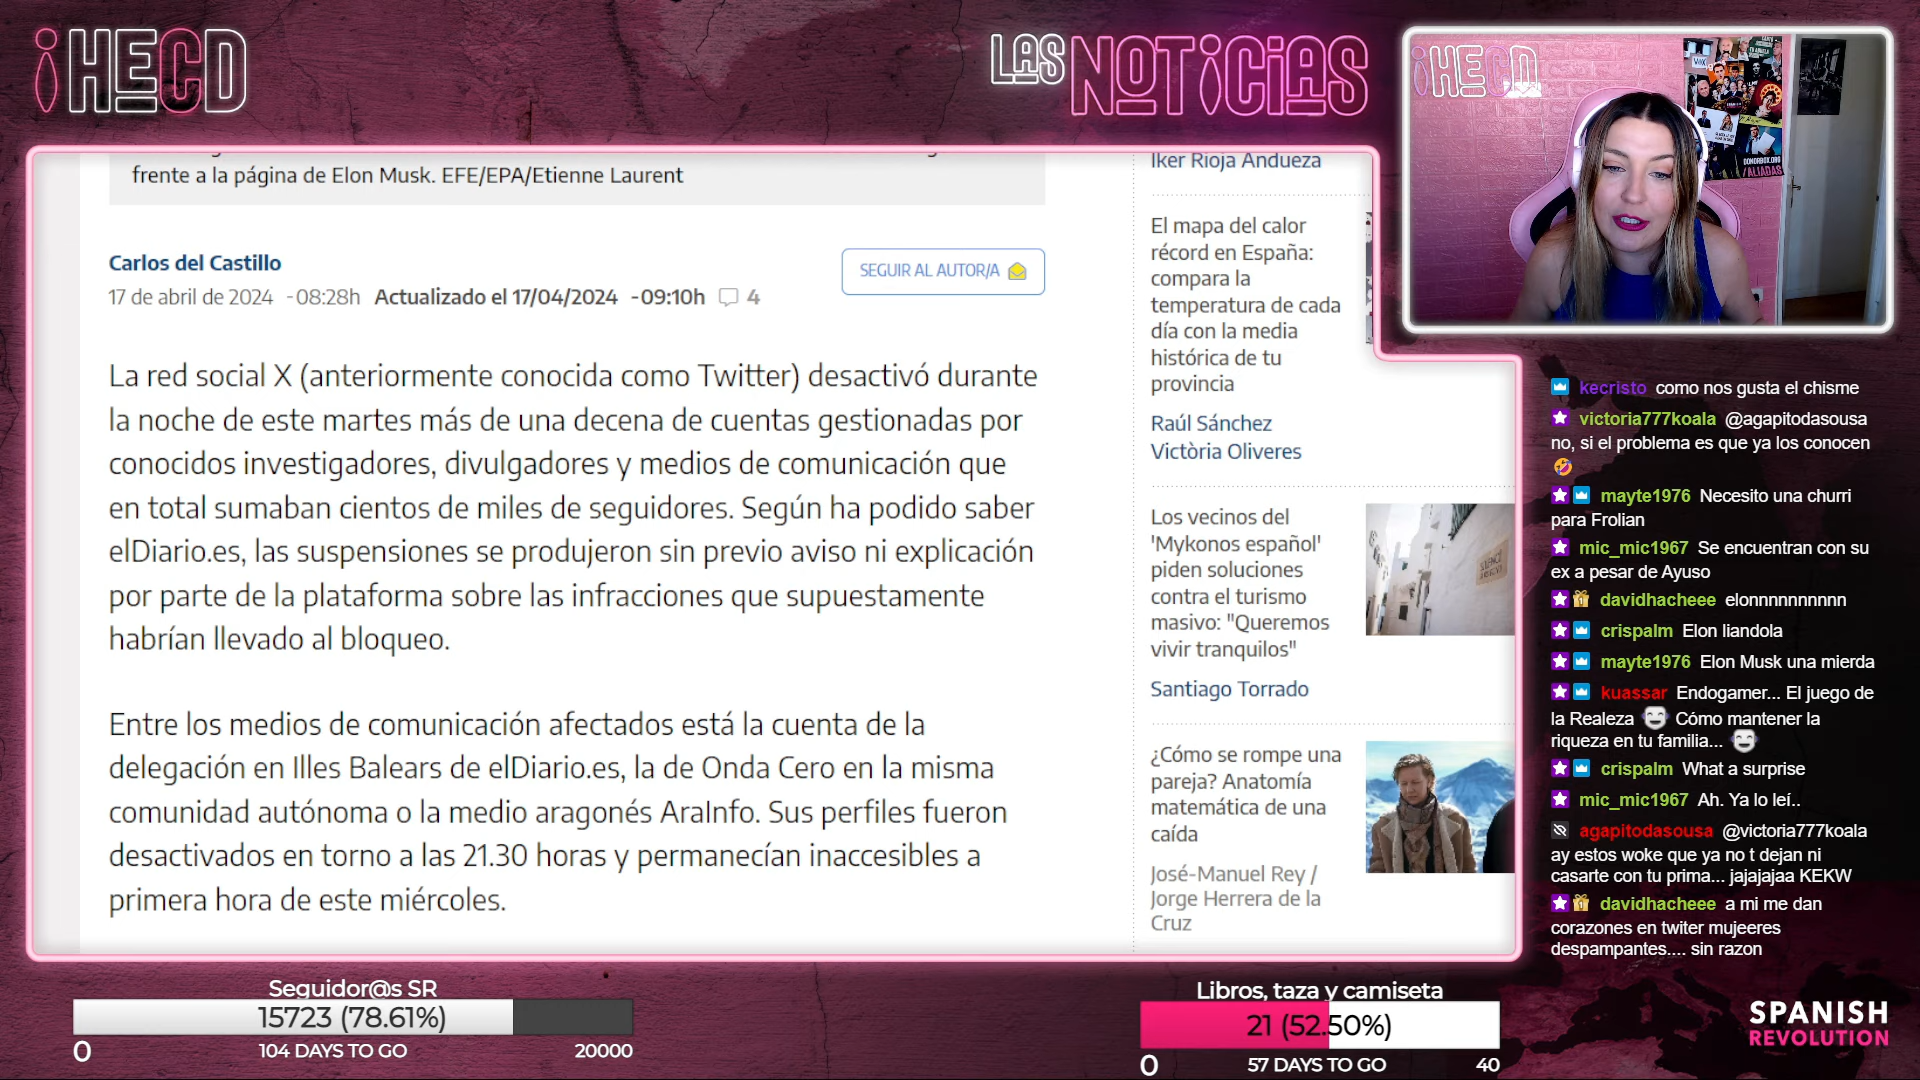 ¡HECD
LAS NOTICIAS
¡HECD
frente a la página de Elon Musk. EFE/EPA/Etienne Laurent
Carlos del Castillo
SEGUIR AL AUTOR/A
17 de abril de 2024 - 08:28h Actualizado el 17/04/2024 - 09:10h 4
La red social X (anteriormente conocida como Twitter) desactivó durante
la noche de este martes más de una decena de cuentas gestionadas por
conocidos investigadores, divulgadores y medios de comunicación que
en total sumaban cientos de miles de seguidores. Según ha podido saber
elDiario.es, las suspensiones se produjeron sin previo aviso ni explicación
por parte de la plataforma sobre las infracciones que supuestamente
habrían llevado al bloqueo.
Entre los medios de comunicación afectados está la cuenta de la
delegación en Illes Balears de elDiario.es, la de Onda Cero en la misma
comunidad autónoma o la medio aragonés AraInfo. Sus perfiles fueron
desactivados en torno a las 21.30 horas y permanecían inaccesibles a
primera hora de este miércoles.
Iker Rioja Andueza
El mapa del calor
récord en España:
compara la
temperatura de cada
día con la media
histórica de tu
provincia
Raúl Sánchez
Victòria Oliveres
Los vecinos del
'Mykonos español'
piden soluciones
contra el turismo
masivo: "Queremos
vivir tranquilos"
Santiago Torrado
¿Cómo se rompe una
pareja? Anatomía
matemática de una
caída
José-Manuel Rey /
Jorge Herrera de la
Cruz
DONORBOX.ORG
/ALIADAS
kecristo como nos gusta el chisme
victoria777koala @agapitodasousa
no, si el problema es que ya los conocen
mayte1976 Necesito una churri
para Frolian
mic_mic1967 Se encuentran con su
ex a pesar de Ayuso
davidhacheee elonnnnnnnnnn
crispalm Elon liandola
mayte1976 Elon Musk una mierda
kuassar Endogamer... El juego de
la Realeza Cómo mantener la
riqueza en tu familia...
crispalm What a surprise
mic_mic1967 Ah. Ya lo leí..
agapitodasousa @victoria777koala
ay estos woke que ya no t dejan ni
casarte con tu prima... jajajajaa KEKW
davidhacheee a mi me dan
corazones en twiter mujeeres
despampantes.... sin razon
Seguidor@s SR
15723 (78.61%)
0 104 DAYS TO GO 20000
Libros, taza y camiseta
21 (52.50%)
0 57 DAYS TO GO 40
SPANISH
REVOLUTION